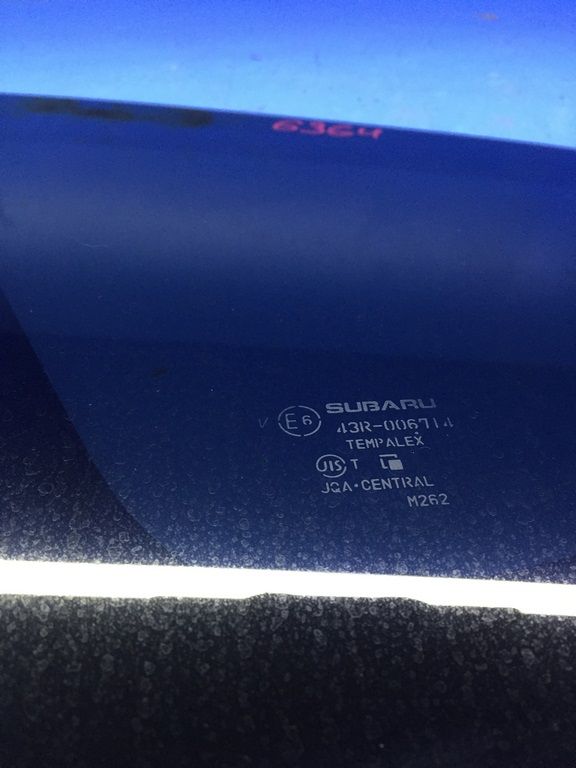 6364
SUBARU
V E6 43R-006714
TEMPALEX
JIS T
JQA·CENTRAL
M262